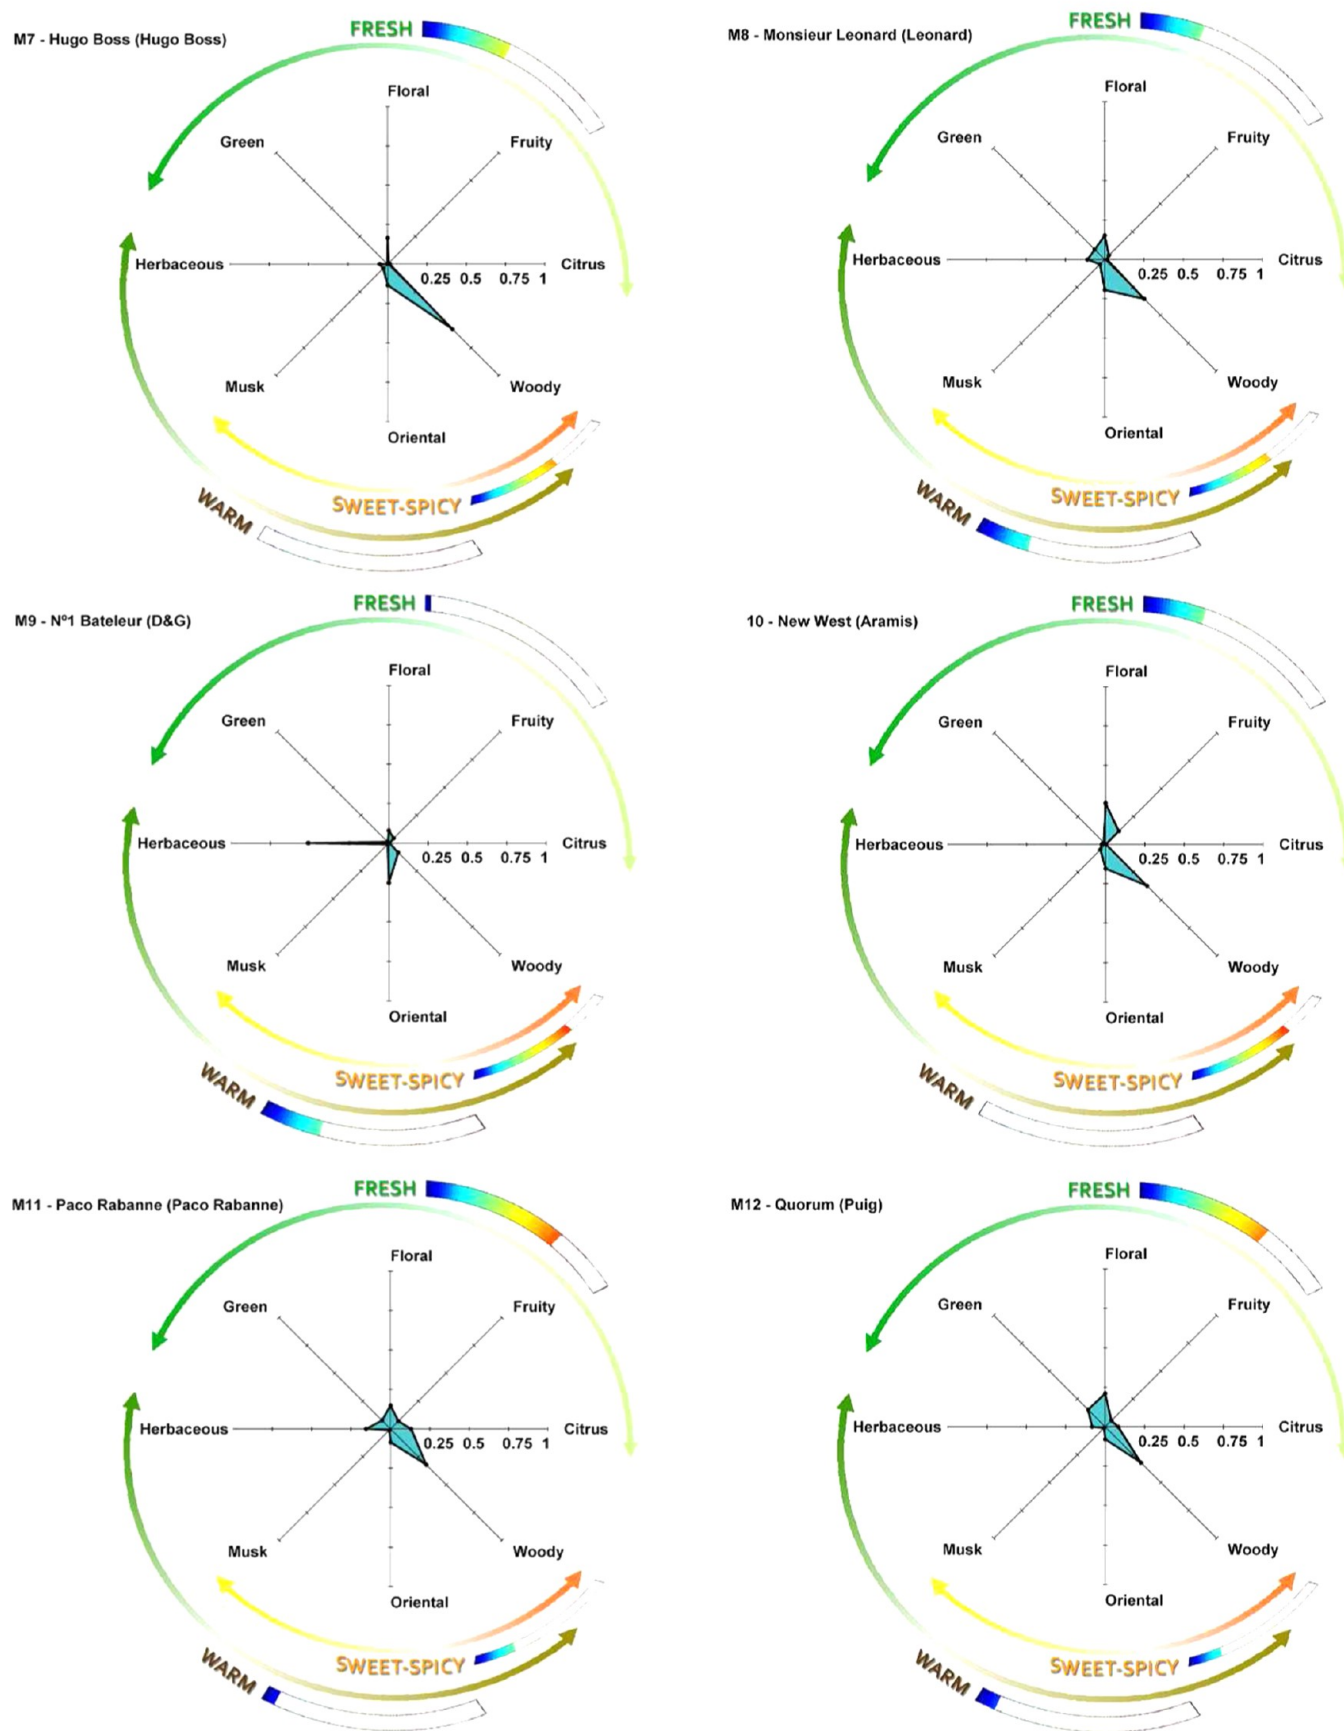 M7 - Hugo Boss (Hugo Boss)
FRESH
Floral
Green
Fruity
Herbaceous
Citrus
0.25 0.5 0.75 1
Musk
Woody
Oriental
SWEET-SPICY
WARM
M8 - Monsieur Leonard (Leonard)
FRESH
Floral
Green
Fruity
Herbaceous
Citrus
0.25 0.5 0.75 1
Musk
Woody
Oriental
SWEET-SPICY
WARM
M9 - Nº1 Bateleur (D&G)
FRESH
Floral
Green
Fruity
Herbaceous
Citrus
0.25 0.5 0.75 1
Musk
Woody
Oriental
SWEET-SPICY
WARM
10 - New West (Aramis)
FRESH
Floral
Green
Fruity
Herbaceous
Citrus
0.25 0.5 0.75 1
Musk
Woody
Oriental
SWEET-SPICY
WARM
M11 - Paco Rabanne (Paco Rabanne)
FRESH
Floral
Green
Fruity
Herbaceous
Citrus
0.25 0.5 0.75 1
Musk
Woody
Oriental
SWEET-SPICY
WARM
M12 - Quorum (Puig)
FRESH
Floral
Green
Fruity
Herbaceous
Citrus
0.25 0.5 0.75 1
Musk
Woody
Oriental
SWEET-SPICY
WARM